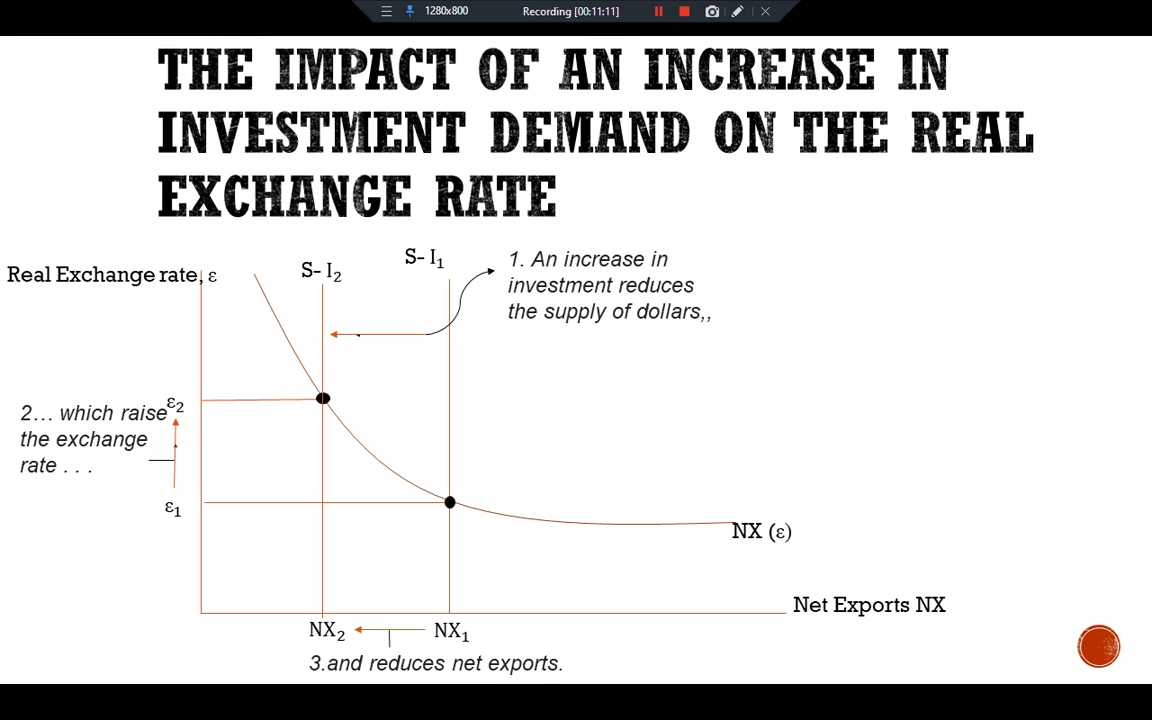 1280x800
Recording [00:11:11]
THE IMPACT OF AN INCREASE IN
INVESTMENT DEMAND ON THE REAL
EXCHANGE RATE
Real Exchange rate, ε
S- I₂
S- I₁
1. An increase in
investment reduces
the supply of dollars,,
ε₂
2… which raise
the exchange
rate . . .
ε₁
NX (ε)
Net Exports NX
NX₂
NX₁
3.and reduces net exports.